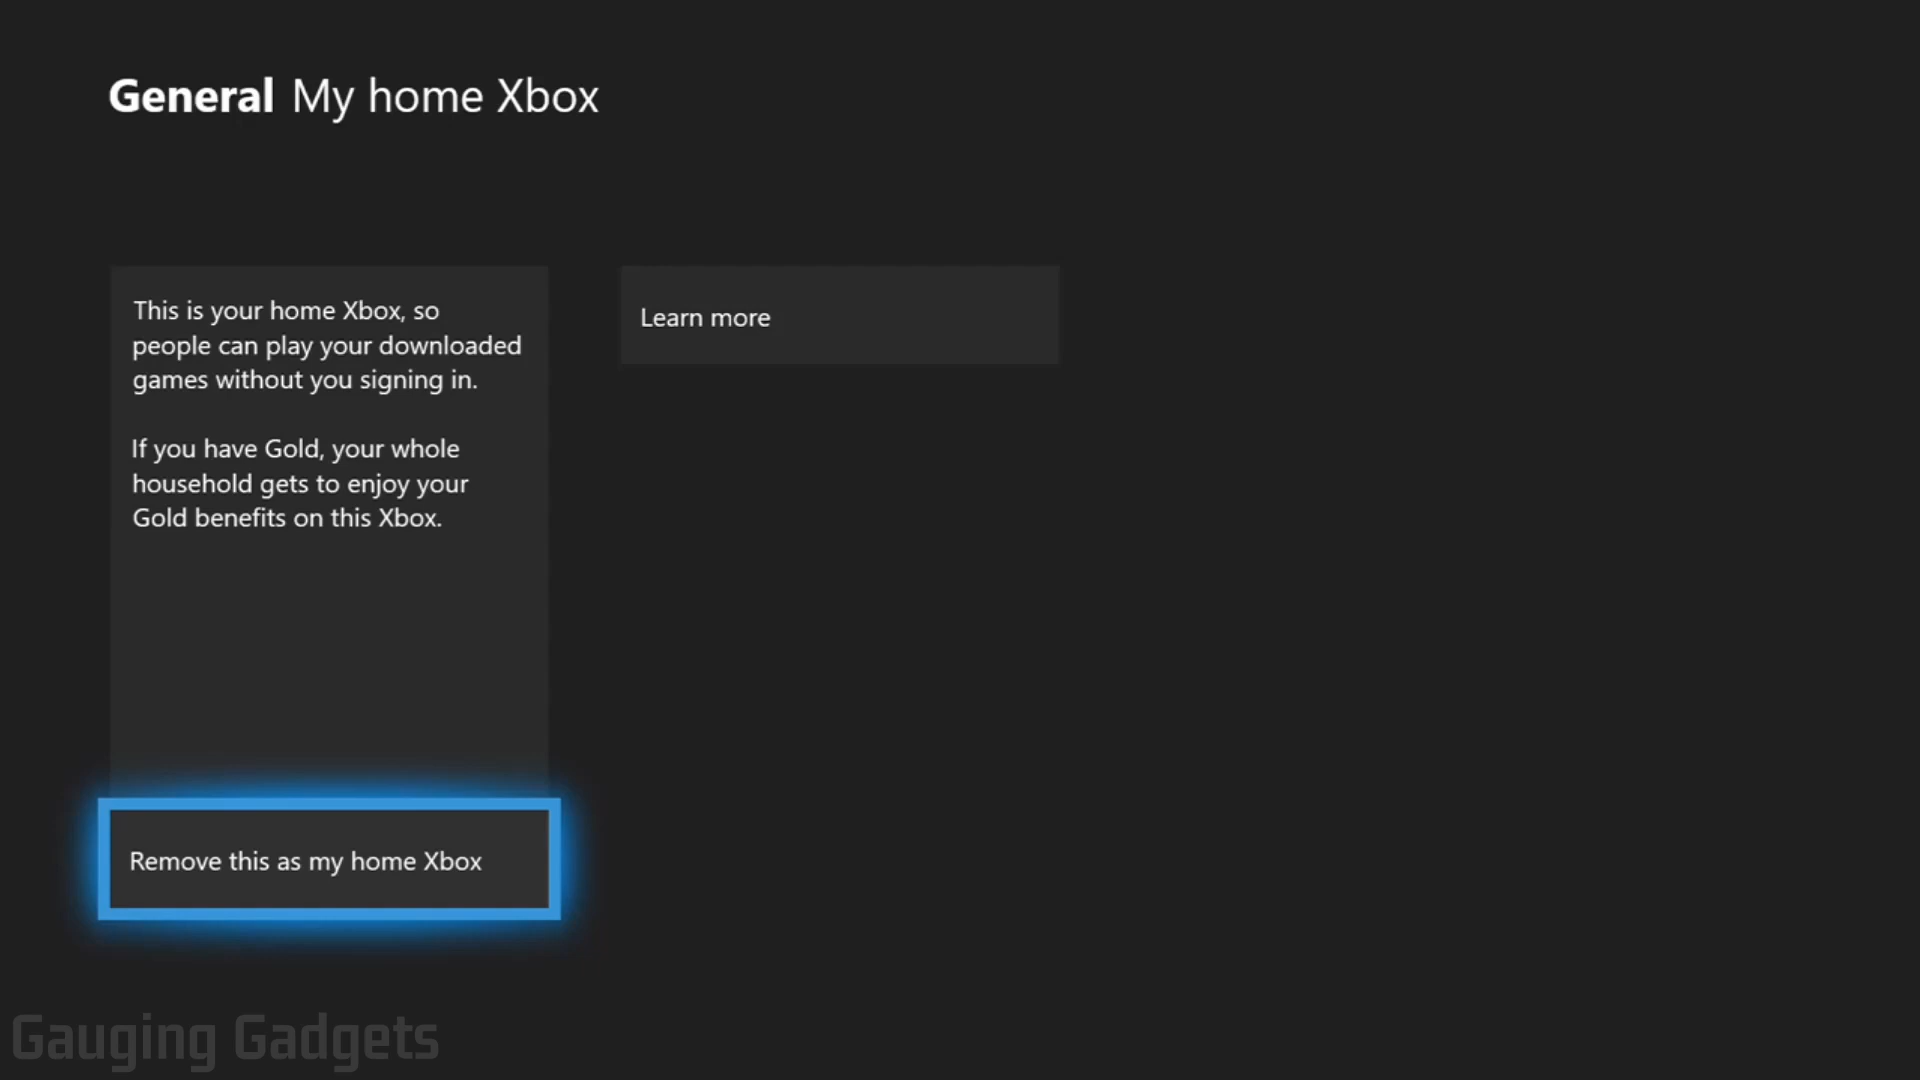 General My home Xbox
This is your home Xbox, so
people can play your downloaded
games without you signing in.
If you have Gold, your whole
household gets to enjoy your
Gold benefits on this Xbox.
Learn more
Remove this as my home Xbox
Gauging Gadgets